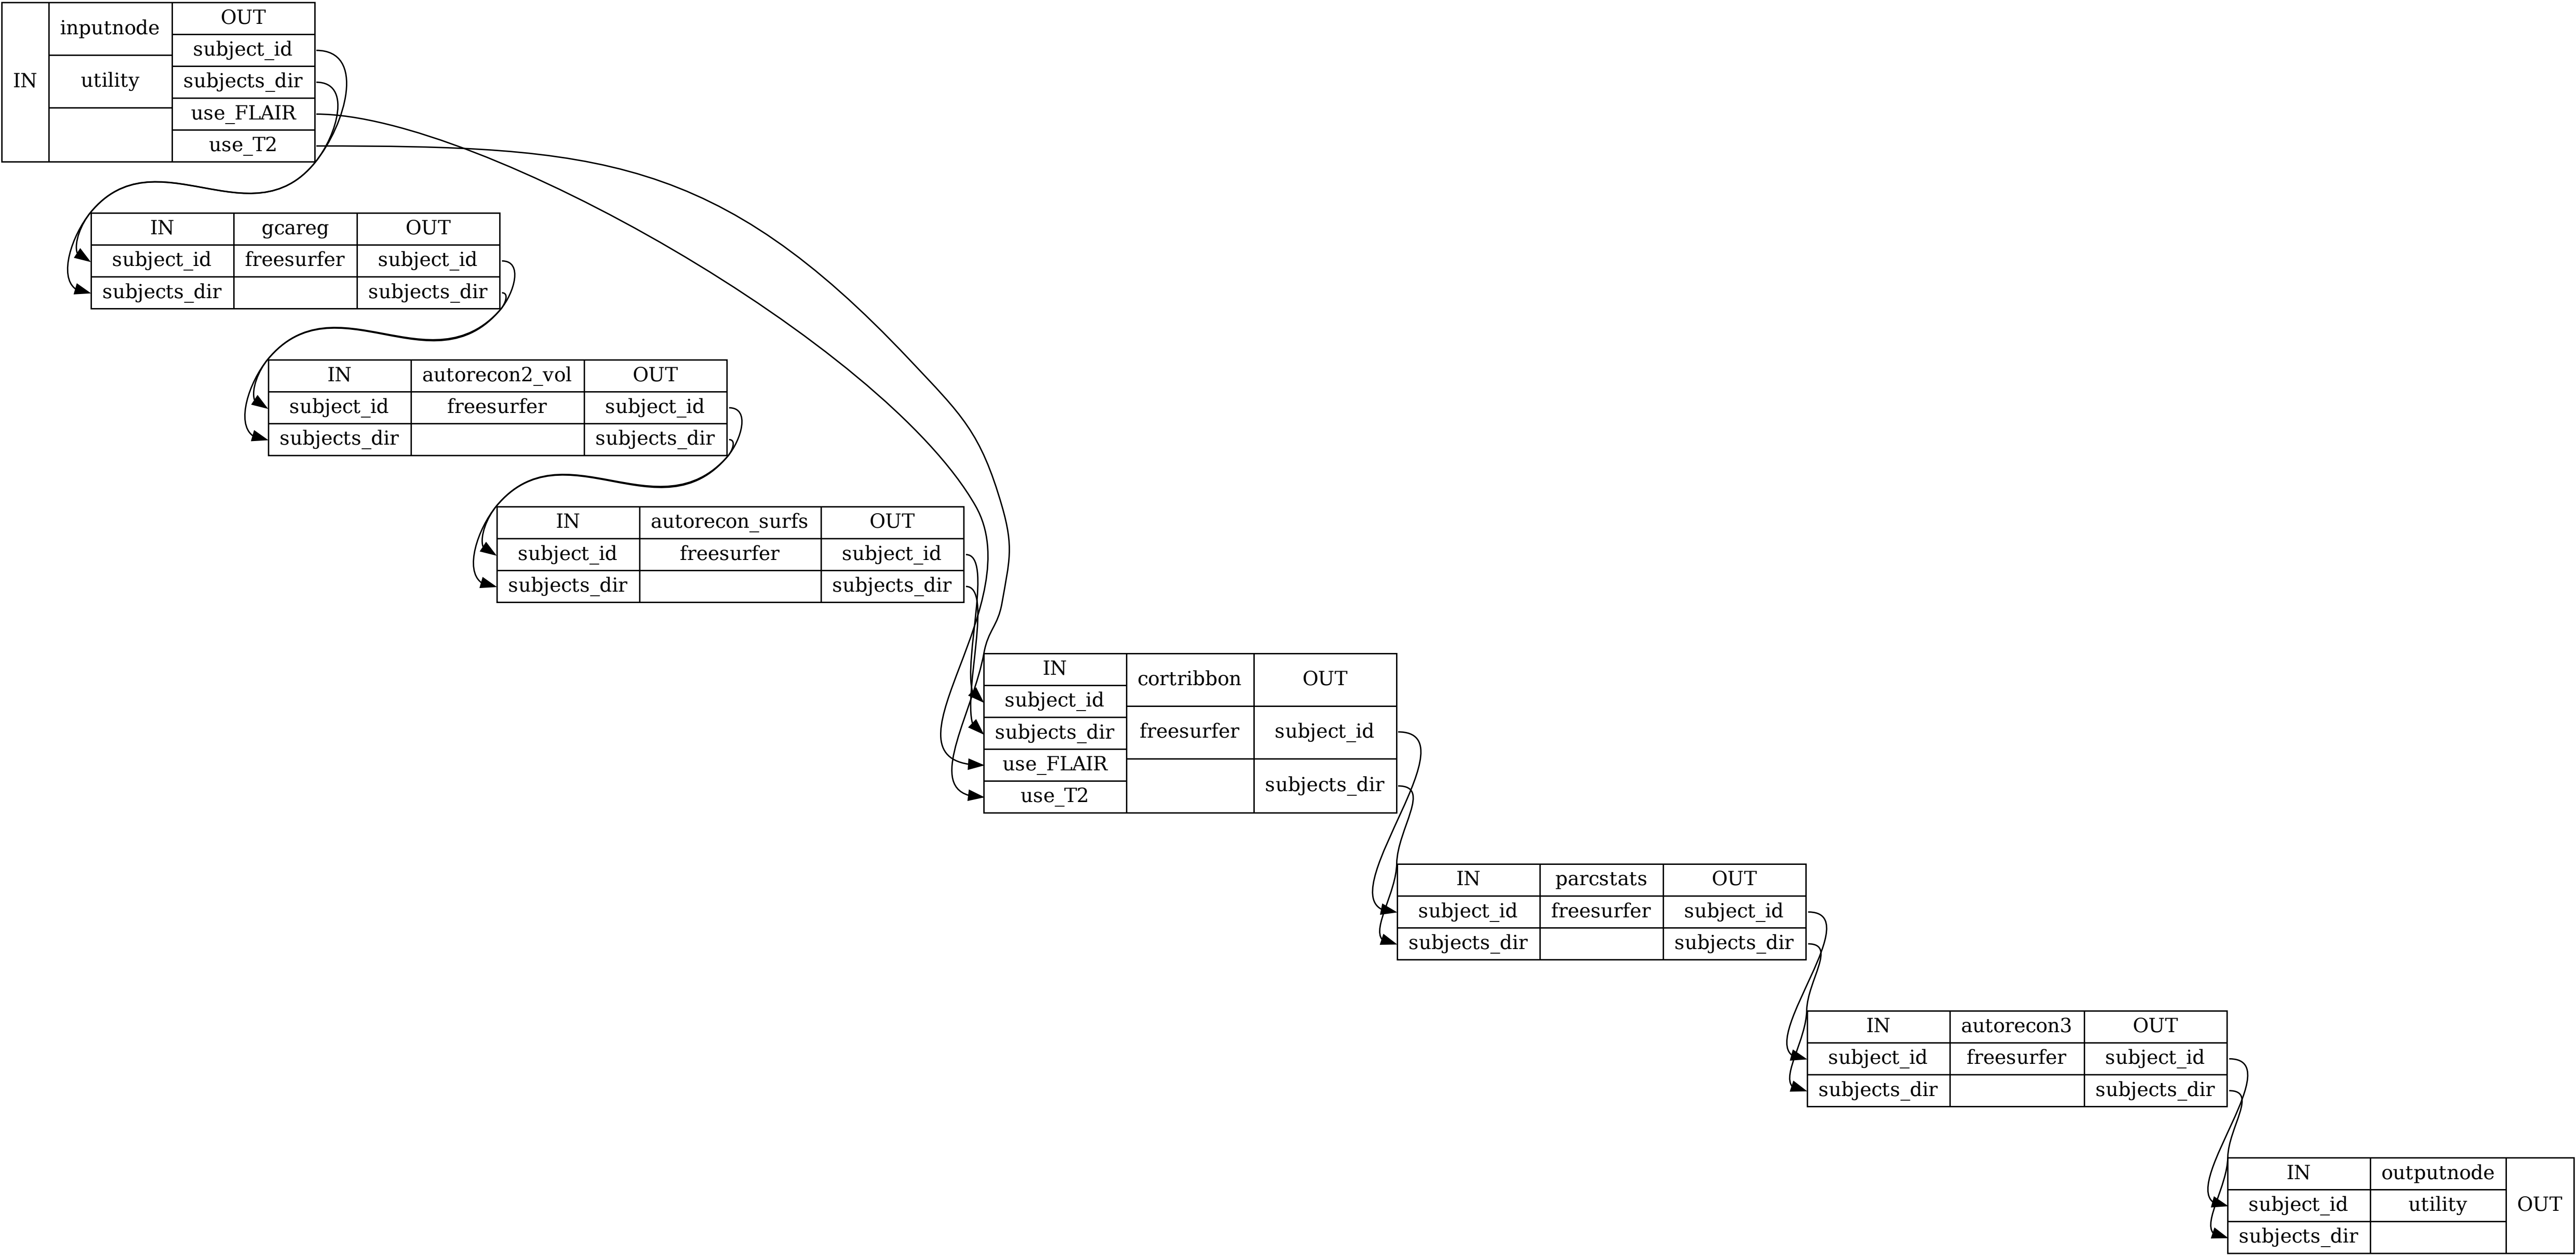 IN
inputnode
utility
OUT
subject_id
subjects_dir
use_FLAIR
use_T2
IN
gcareg
OUT
subject_id
freesurfer
subject_id
subjects_dir
subjects_dir
IN
autorecon2_vol
OUT
subject_id
freesurfer
subject_id
subjects_dir
subjects_dir
IN
autorecon_surfs
OUT
subject_id
freesurfer
subject_id
subjects_dir
subjects_dir
IN
subject_id
subjects_dir
use_FLAIR
use_T2
cortribbon
freesurfer
OUT
subject_id
subjects_dir
IN
parcstats
OUT
subject_id
freesurfer
subject_id
subjects_dir
subjects_dir
IN
autorecon3
OUT
subject_id
freesurfer
subject_id
subjects_dir
subjects_dir
IN
subject_id
subjects_dir
outputnode
utility
OUT